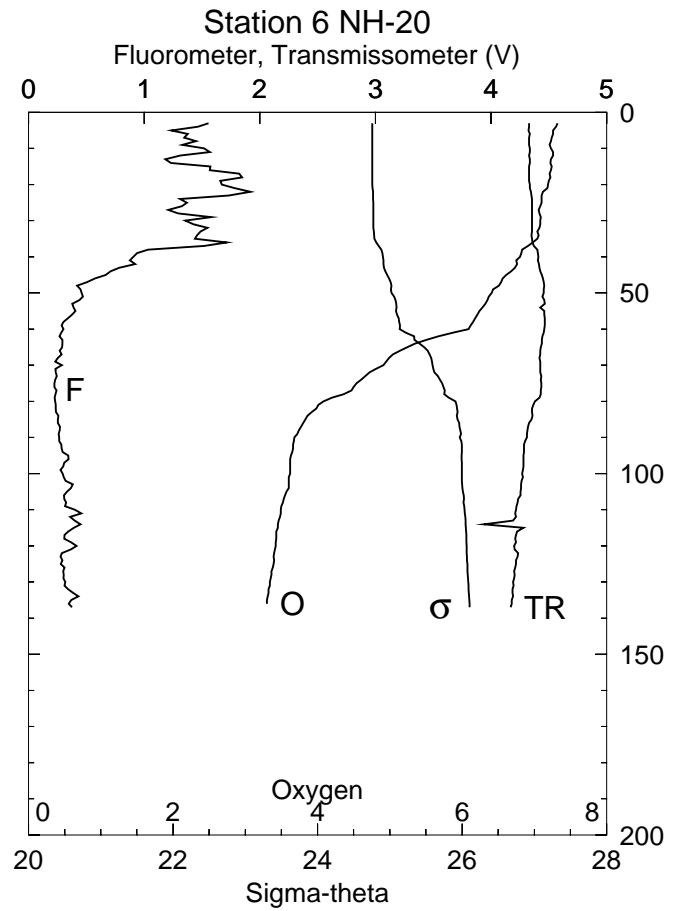 Station 6 NH-20
Fluorometer, Transmissometer (V)
0 1 2 3 4 5
0
50
F
100
O σ TR
150
Oxygen
0 2 4 6 8
200
20 22 24 26 28
Sigma-theta